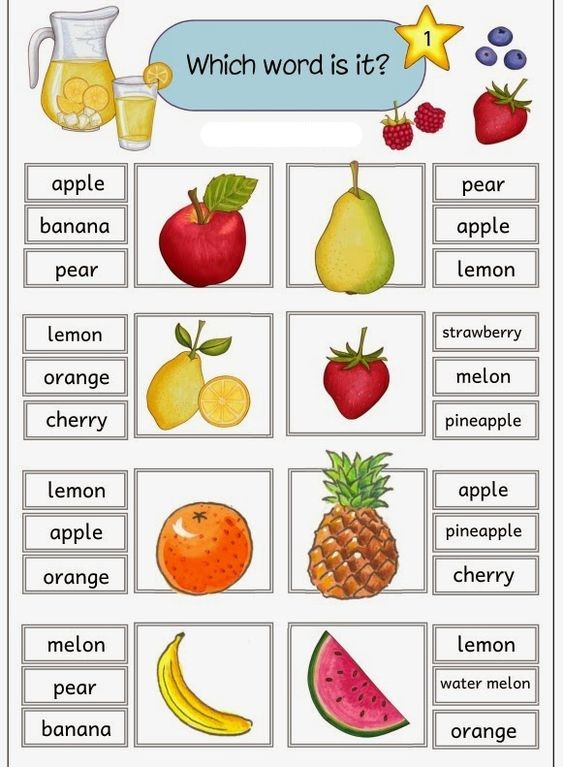 Which word is it?
1
apple
banana
pear
pear
apple
lemon
lemon
orange
cherry
strawberry
melon
pineapple
lemon
apple
orange
apple
pineapple
cherry
melon
pear
banana
lemon
water melon
orange